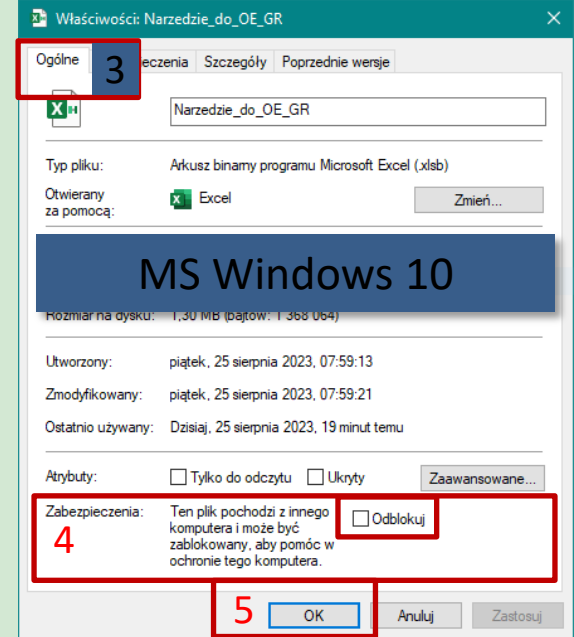 Właściwości: Narzedzie_do_OE_GR
Ogólne 3 eczenia Szczegóły Poprzednie wersje
Narzedzie_do_OE_GR
Typ pliku: Arkusz binarny programu Microsoft Excel (.xlsb)
Otwierany za pomocą: Excel Zmień...
MS Windows 10
Rozmiar na dysku: 1,30 MB (bajtów: 1 368 064)
Utworzony: piątek, 25 sierpnia 2023, 07:59:13
Zmodyfikowany: piątek, 25 sierpnia 2023, 07:59:21
Ostatnio używany: Dzisiaj, 25 sierpnia 2023, 19 minut temu
Atrybuty: Tylko do odczytu Ukryty Zaawansowane...
Zabezpieczenia: Ten plik pochodzi z innego
komputera i może być
zablokowany, aby pomóc w
ochronie tego komputera.
Odblokuj
4
5 OK Anuluj Zastosuj